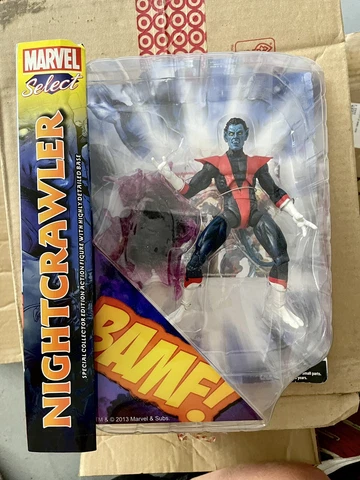 MARVEL
Select
NIGHTCRAWLER
SPECIAL COLLECTOR EDITION ACTION FIGURE WITH HIGHLY DETAILED BASE
BAMF!
TM & © 2013 Marvel & Subs.